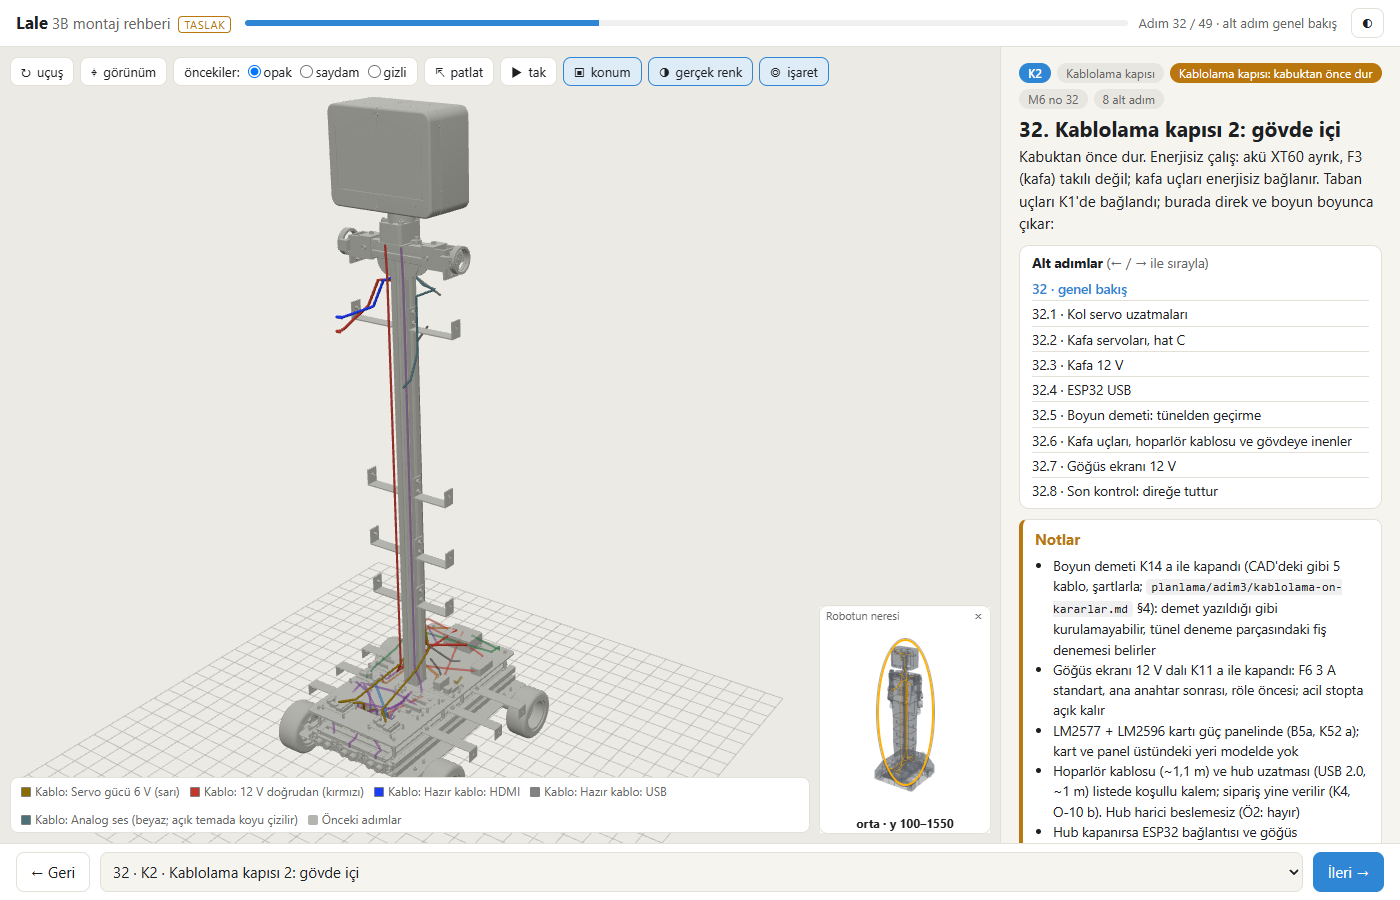 Lale 3B montaj rehberi TASLAK
Adım 32 / 49 · alt adım genel bakış
↻ uçuş
⌖ görünüm
öncekiler: opak saydam gizli
⇱ patlat
▶ tak
▣ konum
◑ gerçek renk
◎ işaret
K2 Kablolama kapısı Kablolama kapısı: kabuktan önce dur
M6 no 32 8 alt adım
32. Kablolama kapısı 2: gövde içi
Kabuktan önce dur. Enerjisiz çalış: akü XT60 ayrık, F3
(kafa) takılı değil; kafa uçları enerjisiz bağlanır. Taban
uçları K1'de bağlandı; burada direk ve boyun boyunca
çıkar:
Alt adımlar (← / → ile sırayla)
32 · genel bakış
32.1 · Kol servo uzatmaları
32.2 · Kafa servoları, hat C
32.3 · Kafa 12 V
32.4 · ESP32 USB
32.5 · Boyun demeti: tünelden geçirme
32.6 · Kafa uçları, hoparlör kablosu ve gövdeye inenler
32.7 · Göğüs ekranı 12 V
32.8 · Son kontrol: direğe tuttur
Notlar
• Boyun demeti K14 a ile kapandı (CAD'deki gibi 5
kablo, şartlarla; planlama/adim3/kablolama-on-
kararlar.md §4): demet yazıldığı gibi
kurulamayabilir, tünel deneme parçasındaki fiş
denemesi belirler
• Göğüs ekranı 12 V dalı K11 a ile kapandı: F6 3 A
standart, ana anahtar sonrası, röle öncesi; acil stopta
açık kalır
• LM2577 + LM2596 kartı güç panelinde (B5a, K52 a);
kart ve panel üstündeki yeri modelde yok
• Hoparlör kablosu (~1,1 m) ve hub uzatması (USB 2.0,
~1 m) listede koşullu kalem; sipariş yine verilir (K4,
O-10 b). Hub harici beslemesiz (Ö2: hayır)
• Hub kapanırsa ESP32 bağlantısı ve göğüs
Robotun neresi ×
orta · y 100–1550
Kablo: Servo gücü 6 V (sarı) Kablo: 12 V doğrudan (kırmızı) Kablo: Hazır kablo: HDMI Kablo: Hazır kablo: USB
Kablo: Analog ses (beyaz; açık temada koyu çizilir) Önceki adımlar
← Geri
32 · K2 · Kablolama kapısı 2: gövde içi
İleri →